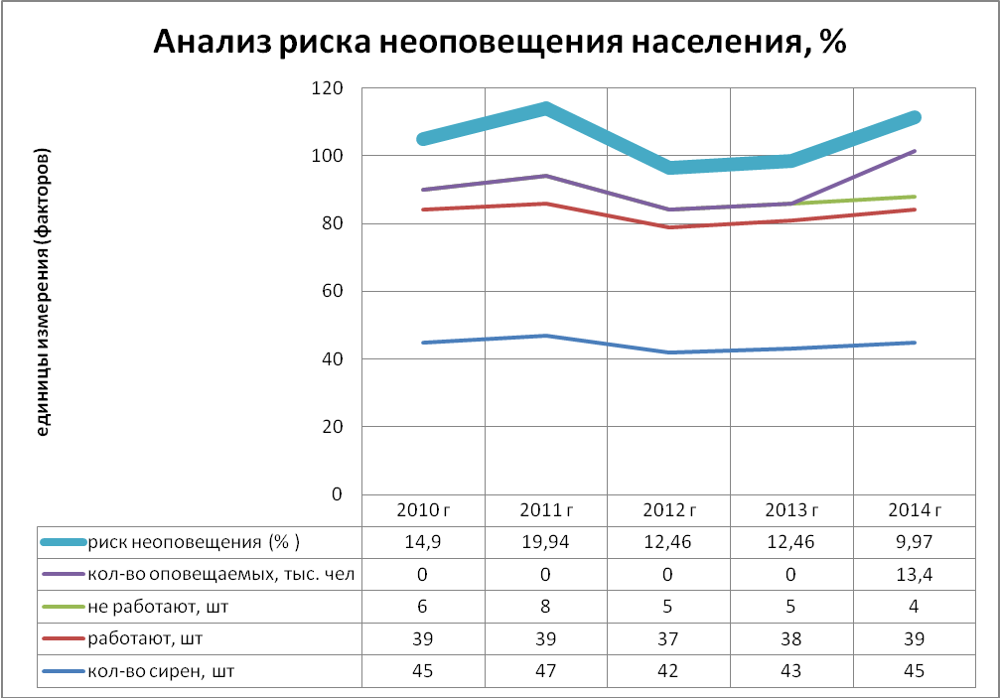 Анализ риска неоповещения населения, %
единицы измерения (факторов)
120
100
80
60
40
20
0
2010 г 2011 г 2012 г 2013 г 2014 г
риск неоповещения (% ) 14,9 19,94 12,46 12,46 9,97
кол-во оповещаемых, тыс. чел 0 0 0 0 13,4
не работают, шт 6 8 5 5 4
работают, шт 39 39 37 38 39
кол-во сирен, шт 45 47 42 43 45